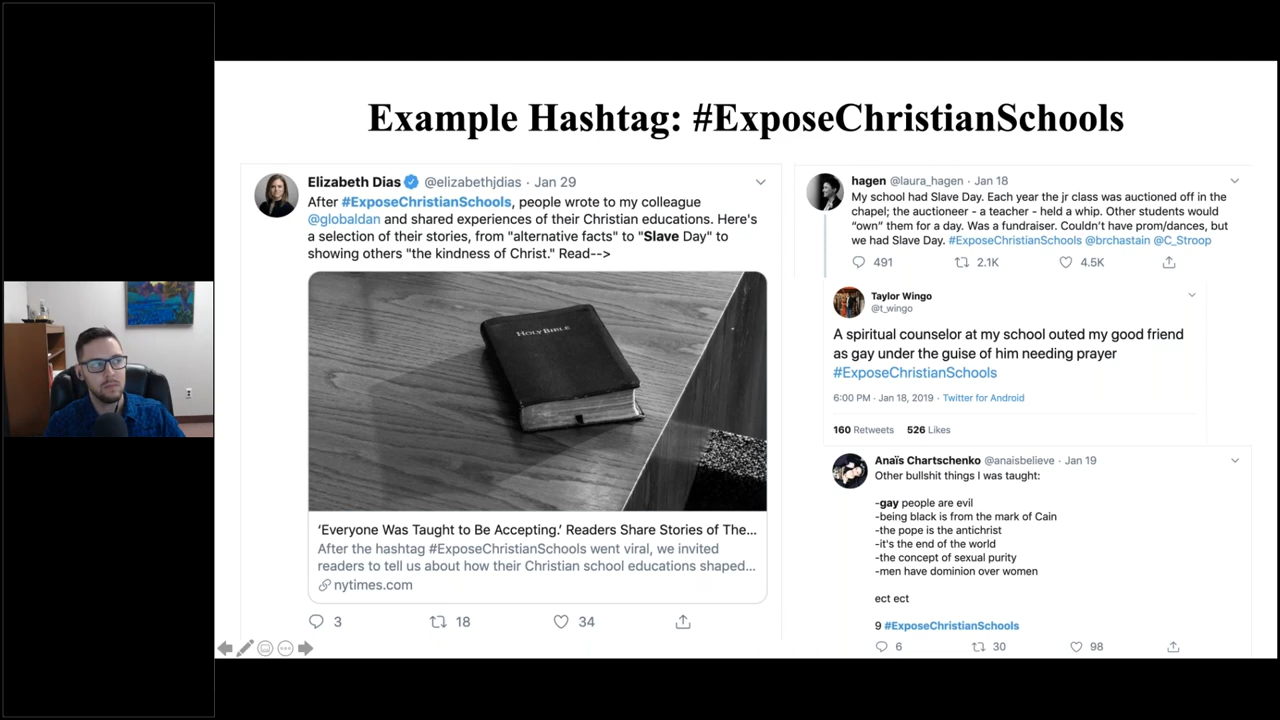 Example Hashtag: #ExposeChristianSchools
Elizabeth Dias @elizabethjdias · Jan 29
After #ExposeChristianSchools, people wrote to my colleague
@globaldan and shared experiences of their Christian educations. Here's
a selection of their stories, from "alternative facts" to "Slave Day" to
showing others "the kindness of Christ." Read-->
HOLY BIBLE
‘Everyone Was Taught to Be Accepting.’ Readers Share Stories of The...
After the hashtag #ExposeChristianSchools went viral, we invited
readers to tell us about how their Christian school educations shaped...
nytimes.com
3 18 34
hagen @laura_hagen · Jan 18
My school had Slave Day. Each year the jr class was auctioned off in the
chapel; the auctioneer - a teacher - held a whip. Other students would
“own” them for a day. Was a fundraiser. Couldn’t have prom/dances, but
we had Slave Day. #ExposeChristianSchools @brchastain @C_Stroop
491 2.1K 4.5K
Taylor Wingo
@t_wingo
A spiritual counselor at my school outed my good friend
as gay under the guise of him needing prayer
#ExposeChristianSchools
6:00 PM · Jan 18, 2019 · Twitter for Android
160 Retweets 526 Likes
Anaïs Chartschenko @anaisbelieve · Jan 19
Other bullshit things I was taught:
-gay people are evil
-being black is from the mark of Cain
-the pope is the antichrist
-it's the end of the world
-the concept of sexual purity
-men have dominion over women
ect ect
9 #ExposeChristianSchools
6 30 98